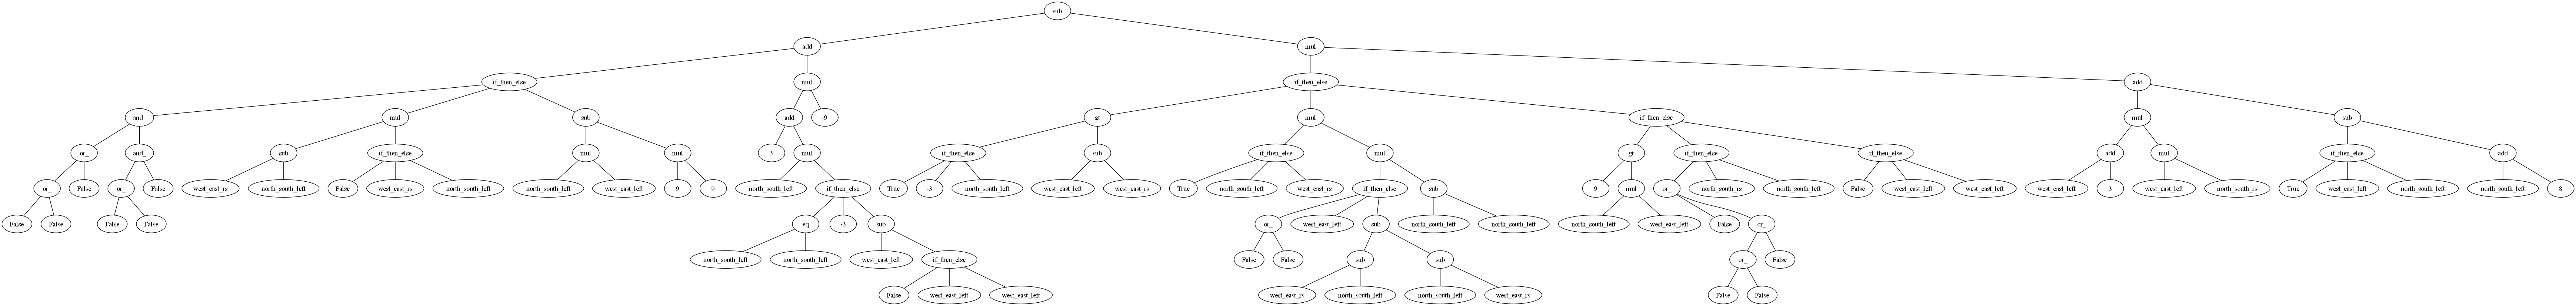 sub
add mul
if_then_else mul if_then_else add
and_ mul sub add -9 gt mul if_then_else mul sub
or_ and_ sub if_then_else mul mul 3 mul if_then_else sub if_then_else mul gt if_then_else if_then_else add mul if_then_else add
or_ False or_ False west_east_rs north_south_left False west_east_rs north_south_left north_south_left west_east_left 9 9 north_south_left if_then_else True -3 north_south_left west_east_left west_east_rs True north_south_left west_east_rs if_then_else sub 9 mul or_ north_south_rs north_south_left False west_east_left west_east_left west_east_left 3 west_east_left north_south_rs True west_east_left north_south_left north_south_left 8
False False False False eq -3 sub or_ west_east_left sub north_south_left north_south_left north_south_left west_east_left False or_
north_south_left north_south_left west_east_left if_then_else False False sub sub or_ False
False west_east_left west_east_left west_east_rs north_south_left north_south_left west_east_rs False False